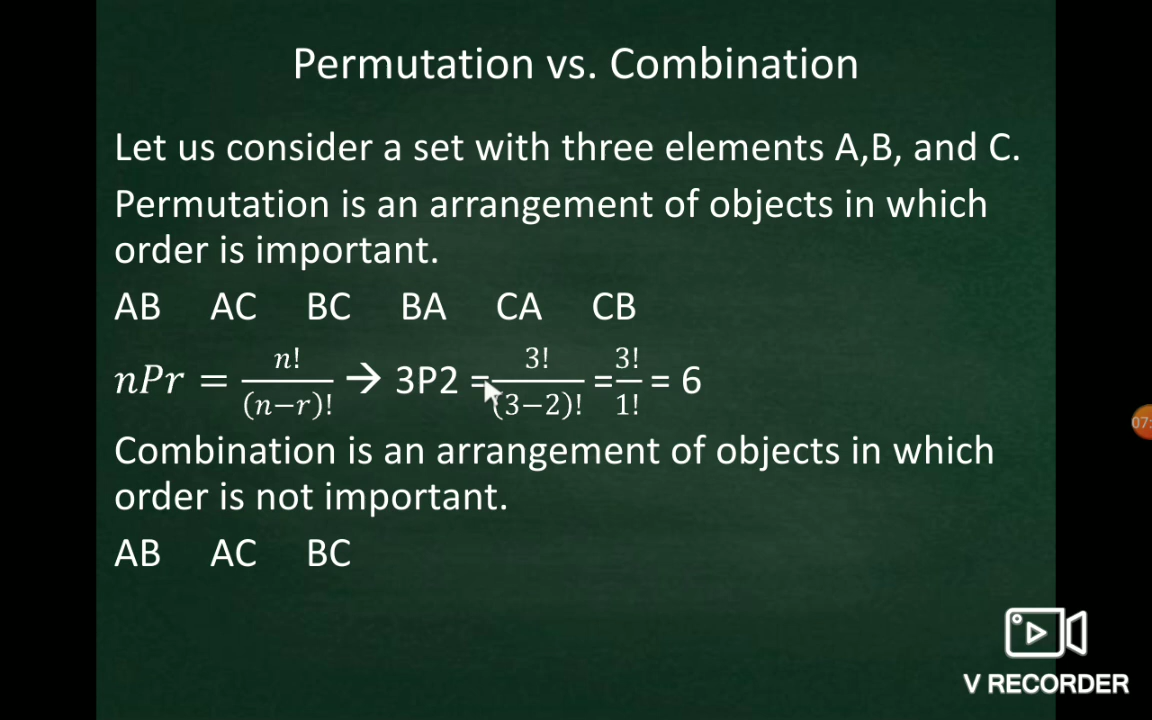 Permutation vs. Combination
Let us consider a set with three elements A,B, and C.
Permutation is an arrangement of objects in which
order is important.
AB AC BC BA CA CB
nPr = n!/(n−r)! → 3P2 = 3!/(3−2)! = 3!/1! = 6
Combination is an arrangement of objects in which
order is not important.
AB AC BC
07:
V RECORDER